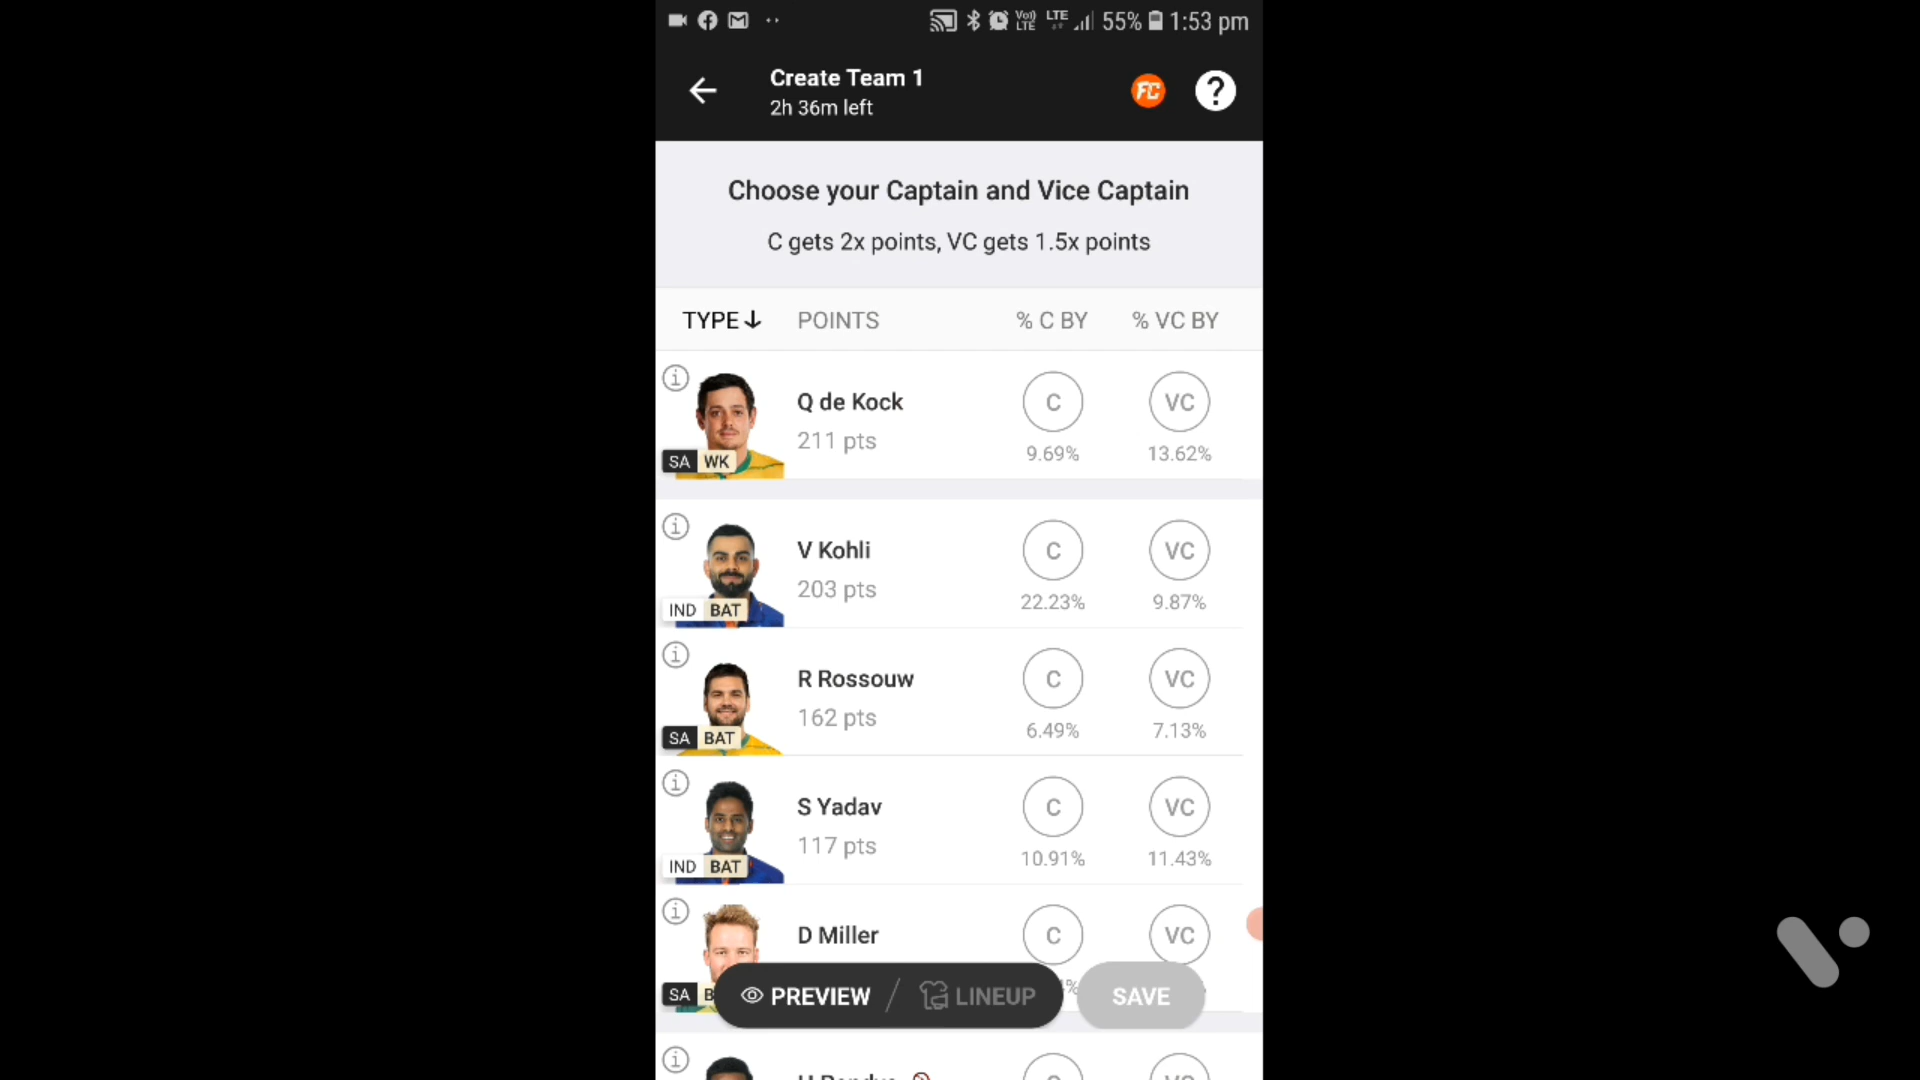 Vo)) LTE LTE 55% 1:53 pm
Create Team 1
2h 36m left
FC ?
Choose your Captain and Vice Captain
C gets 2x points, VC gets 1.5x points
TYPE POINTS % C BY % VC BY
Q de Kock C VC
211 pts 9.69% 13.62%
SA WK
V Kohli C VC
203 pts 22.23% 9.87%
IND BAT
R Rossouw C VC
162 pts 6.49% 7.13%
SA BAT
S Yadav C VC
117 pts 10.91% 11.43%
IND BAT
D Miller C VC
SA B PREVIEW / LINEUP % SAVE